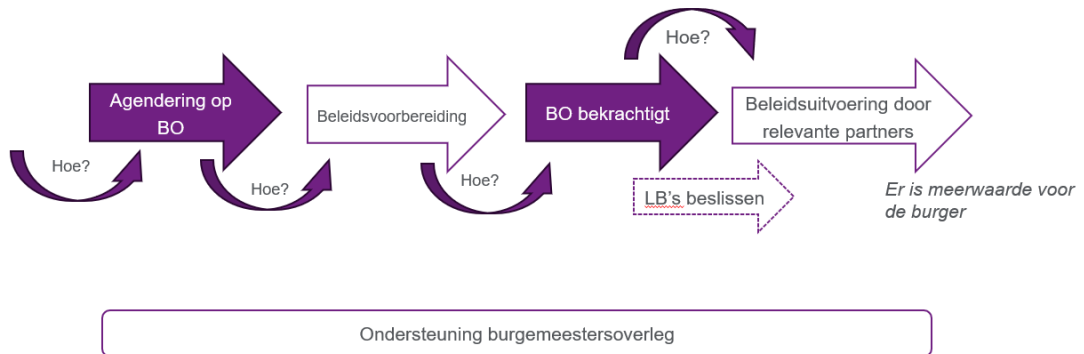 Hoe?
Agendering op
BO
Hoe?
Beleidsvoorbereiding
Hoe?
BO bekrachtigt
Hoe?
Beleidsuitvoering door
relevante partners
LB's beslissen
Er is meerwaarde voor
de burger
Ondersteuning burgemeestersoverleg